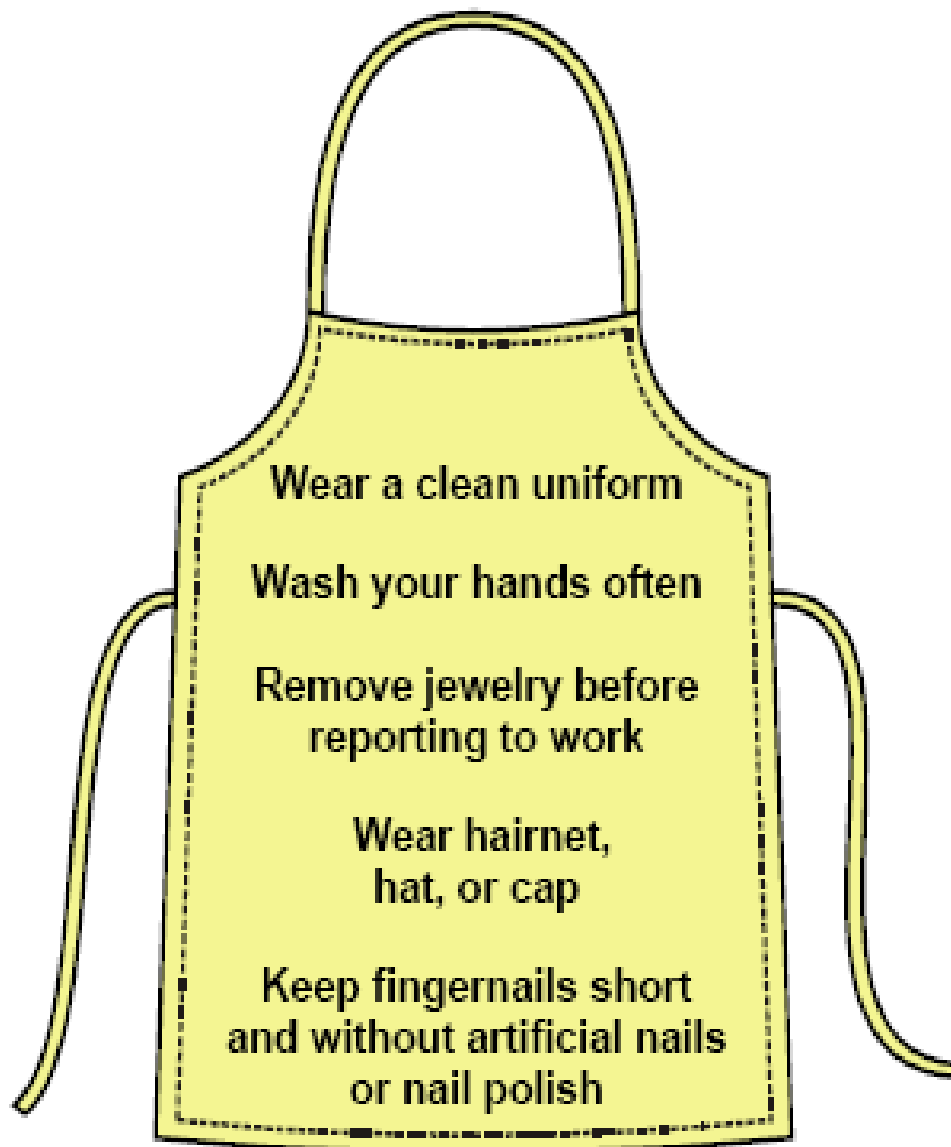 Wear a clean uniform
Wash your hands often
Remove jewelry before
reporting to work
Wear hairnet,
hat, or cap
Keep fingernails short
and without artificial nails
or nail polish